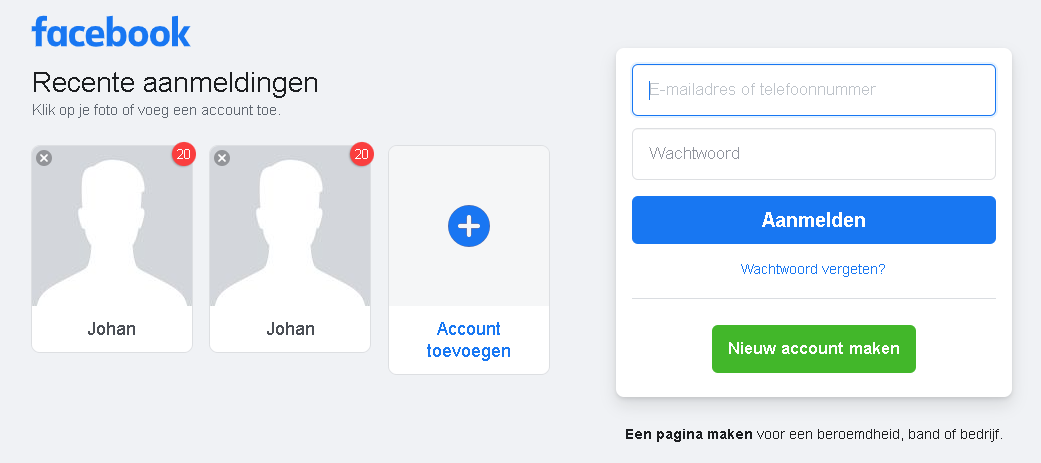 facebook
Recente aanmeldingen
Klik op je foto of voeg een account toe.
20
20
Johan
Johan
Account
toevoegen
E-mailadres of telefoonnummer
Wachtwoord
Aanmelden
Wachtwoord vergeten?
Nieuw account maken
Een pagina maken voor een beroemdheid, band of bedrijf.